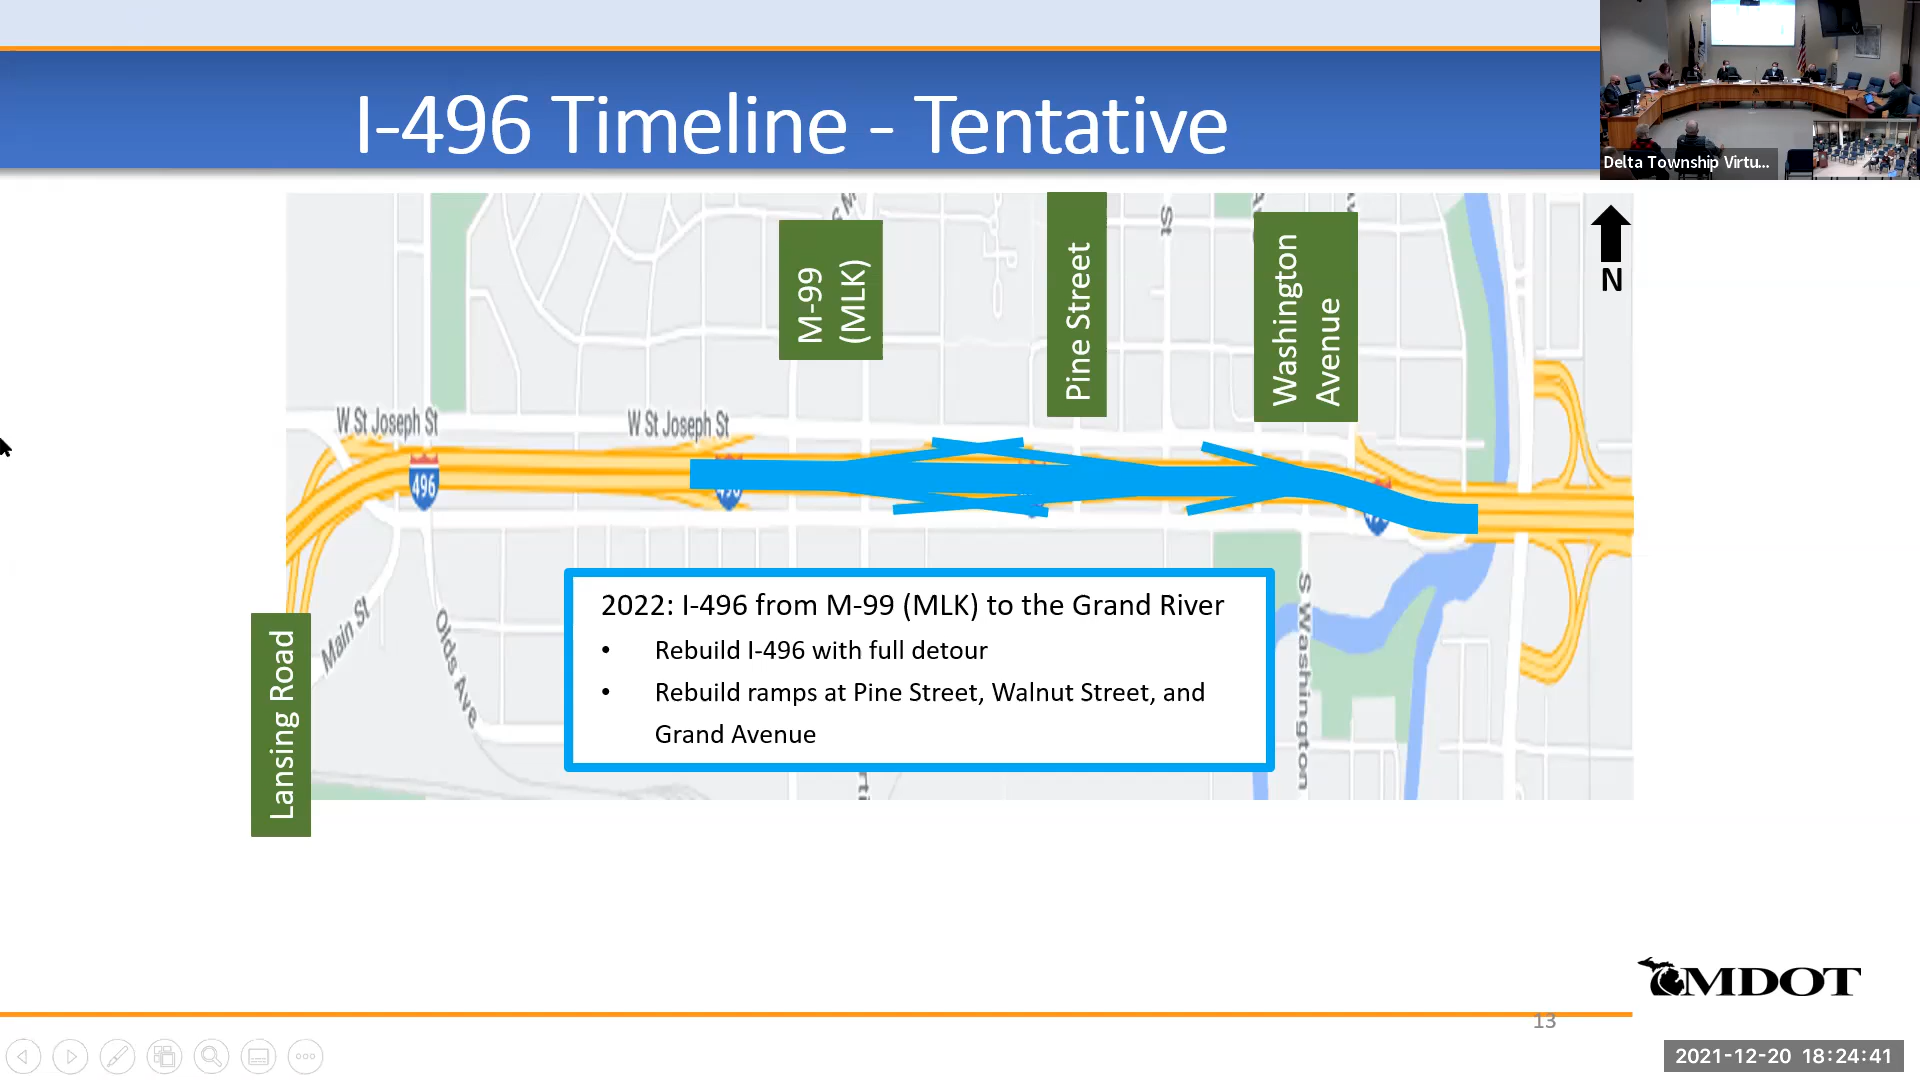 I-496 Timeline - Tentative
Delta Township Virtu...
M-99
(MLK)
Pine Street
Washington
Avenue
St
N
W St Joseph St
W St Joseph St
496
Main St
Olds Ave
S Washington
Lansing Road
2022: I-496 from M-99 (MLK) to the Grand River
• Rebuild I-496 with full detour
• Rebuild ramps at Pine Street, Walnut Street, and
Grand Avenue
MDOT
13
2021-12-20 18:24:41